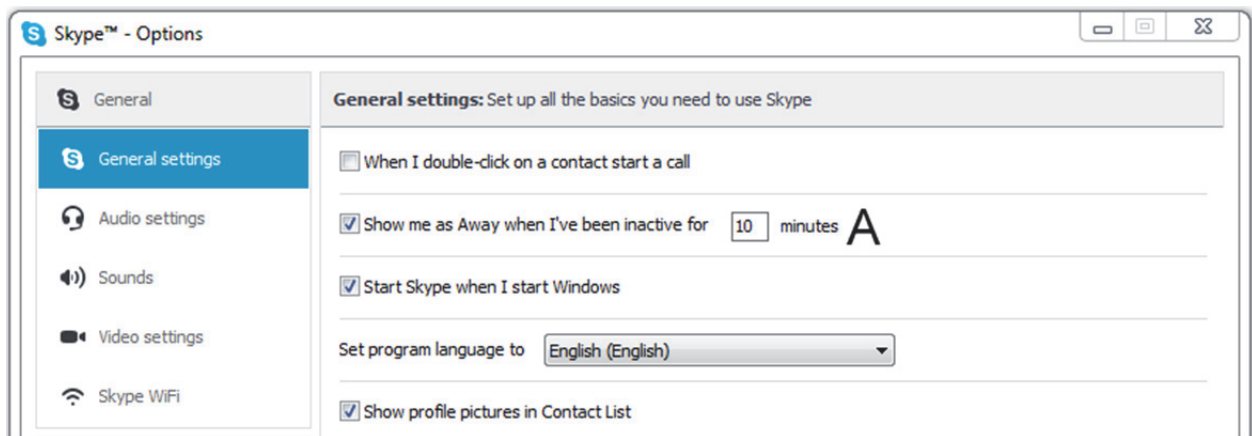 Skype™ - Options
General
General settings
Audio settings
Sounds
Video settings
Skype WiFi
General settings: Set up all the basics you need to use Skype
When I double-click on a contact start a call
Show me as Away when I've been inactive for 10 minutes A
Start Skype when I start Windows
Set program language to English (English)
Show profile pictures in Contact List